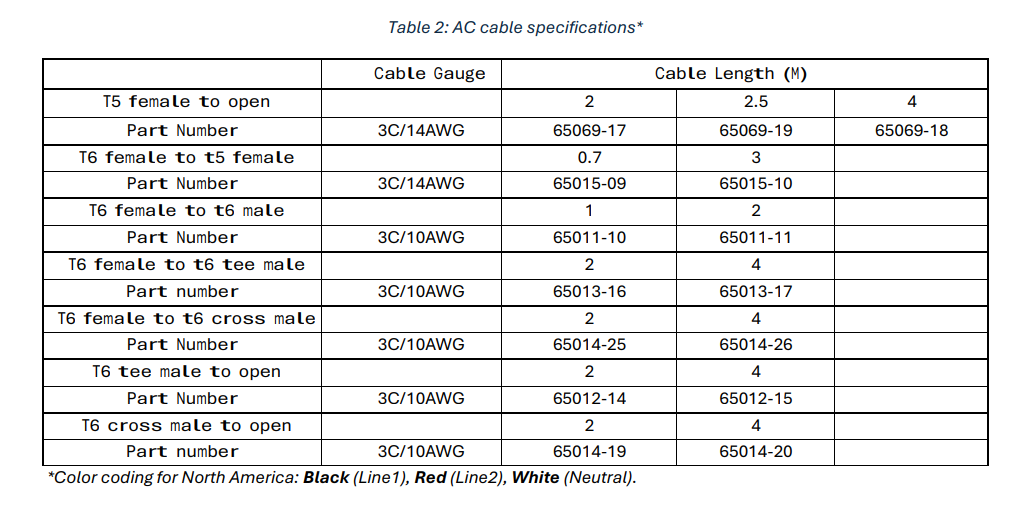 Table 2: AC cable specifications*
Cable Gauge Cable Length (M)
T5 female to open 2 2.5 4
Part Number 3C/14AWG 65069-17 65069-19 65069-18
T6 female to t5 female 0.7 3
Part Number 3C/14AWG 65015-09 65015-10
T6 female to t6 male 1 2
Part Number 3C/10AWG 65011-10 65011-11
T6 female to t6 tee male 2 4
Part number 3C/10AWG 65013-16 65013-17
T6 female to t6 cross male 2 4
Part Number 3C/10AWG 65014-25 65014-26
T6 tee male to open 2 4
Part Number 3C/10AWG 65012-14 65012-15
T6 cross male to open 2 4
Part number 3C/10AWG 65014-19 65014-20
*Color coding for North America: Black (Line1), Red (Line2), White (Neutral).